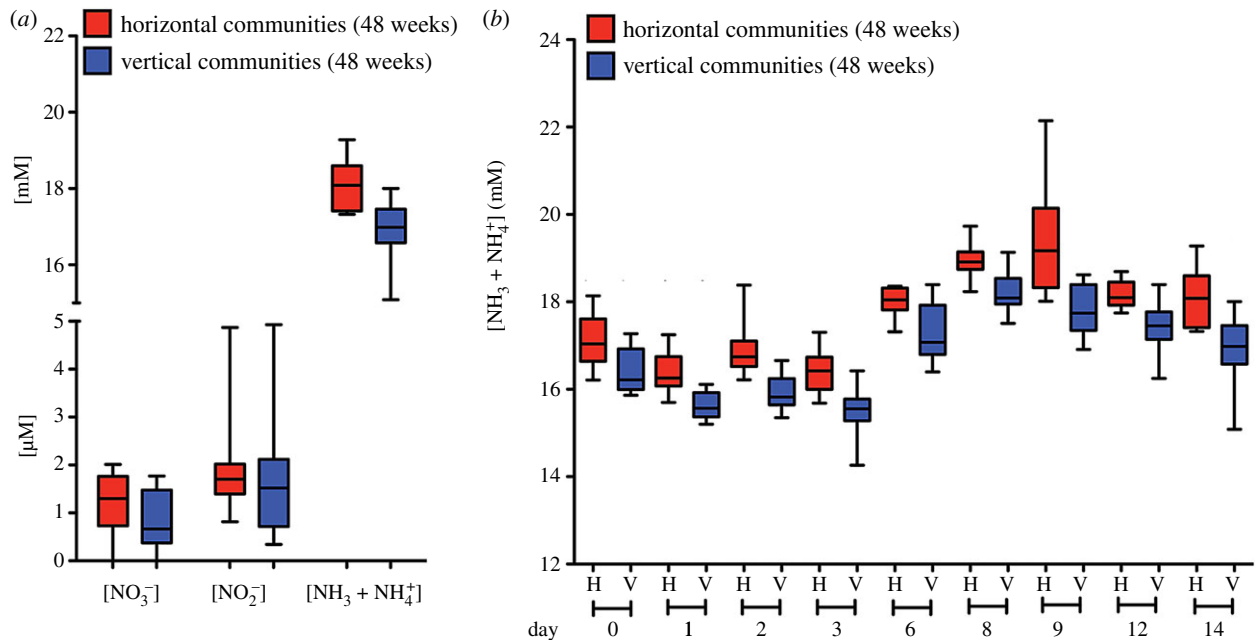 (a)
horizontal communities (48 weeks)
vertical communities (48 weeks)
22
20
18
16
[mM]
5
4
3
2
1
0
[µM]
[NO₃⁻]
[NO₂⁻]
[NH₃ + NH₄⁺]
(b)
horizontal communities (48 weeks)
vertical communities (48 weeks)
24
22
20
18
16
14
12
[NH₃ + NH₄⁺] (mM)
H V H V H V H V H V H V H V H V H V
day 0 1 2 3 6 8 9 12 14